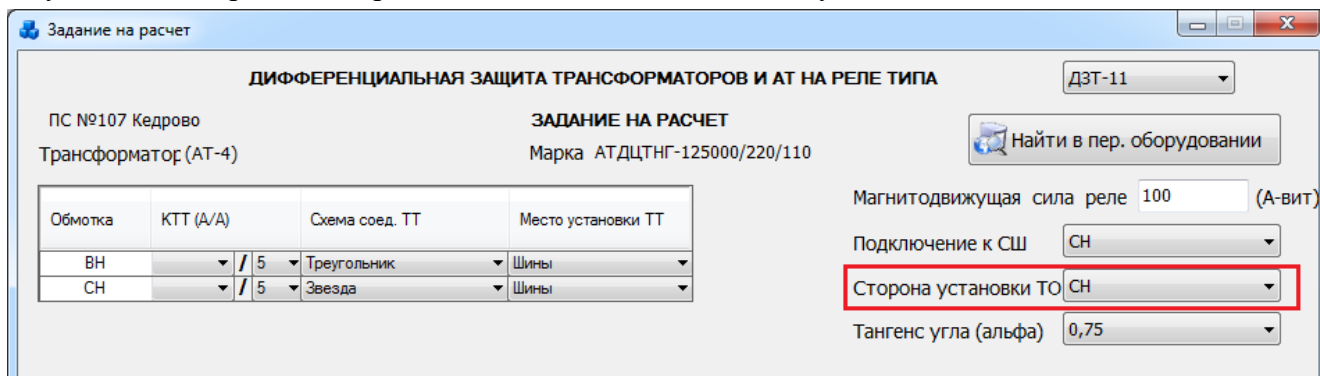 Задание на расчет
ДИФФЕРЕНЦИАЛЬНАЯ ЗАЩИТА ТРАНСФОРМАТОРОВ И АТ НА РЕЛЕ ТИПА ДЗТ-11
ПС №107 Кедрово
ЗАДАНИЕ НА РАСЧЕТ
Трансформатор (АТ-4)
Марка АТДЦТНГ-125000/220/110
Найти в пер. оборудовании
Обмотка КТТ (А/А) Схема соед. ТТ Место установки ТТ
ВН / 5 Треугольник Шины
СН / 5 Звезда Шины
Магнитодвижущая сила реле 100 (А-вит)
Подключение к СШ СН
Сторона установки ТО СН
Тангенс угла (альфа) 0,75